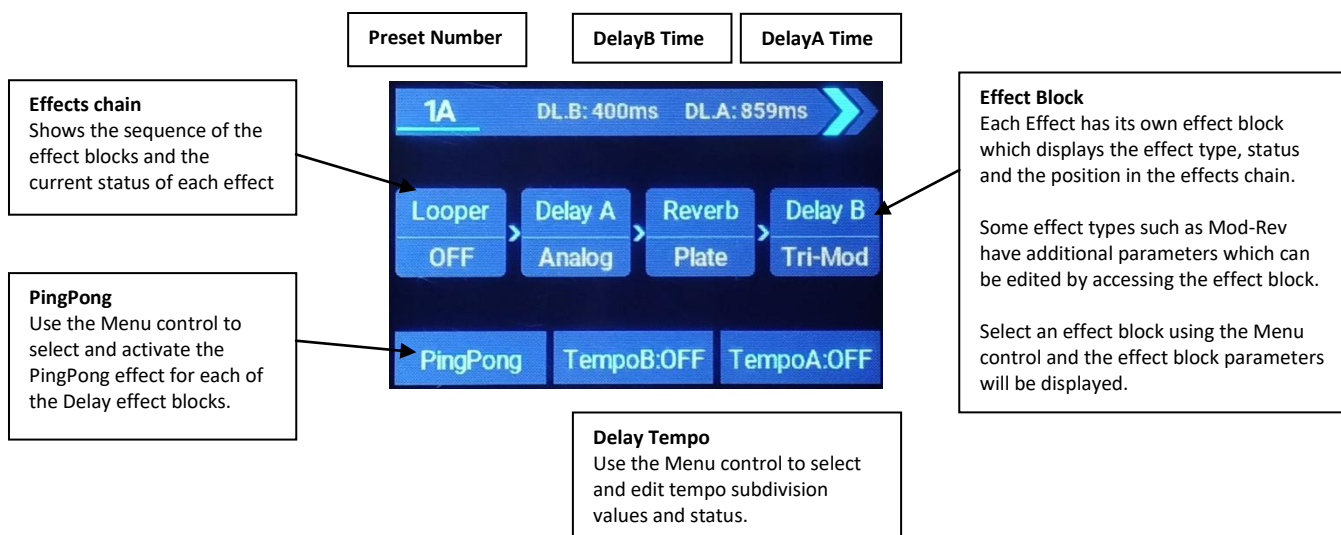 Preset Number
DelayB Time
DelayA Time
Effects chain
Shows the sequence of the
effect blocks and the
current status of each effect
PingPong
Use the Menu control to
select and activate the
PingPong effect for each of
the Delay effect blocks.
1A DL.B: 400ms DL.A: 859ms
Looper Delay A Reverb Delay B
OFF Analog Plate Tri-Mod
PingPong TempoB:OFF TempoA:OFF
Effect Block
Each Effect has its own effect block
which displays the effect type, status
and the position in the effects chain.
Some effect types such as Mod-Rev
have additional parameters which can
be edited by accessing the effect block.
Select an effect block using the Menu
control and the effect block parameters
will be displayed.
Delay Tempo
Use the Menu control to select
and edit tempo subdivision
values and status.